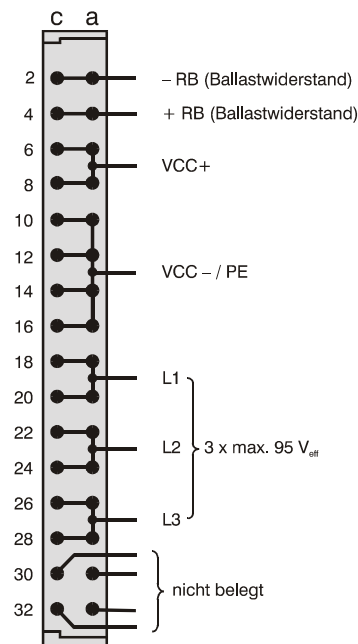 c a
2 – RB (Ballastwiderstand)
4 + RB (Ballastwiderstand)
6
VCC+
8
10
12
VCC – / PE
14
16
18
L1
20
22
L2 3 x max. 95 Veff
24
26
L3
28
30
nicht belegt
32